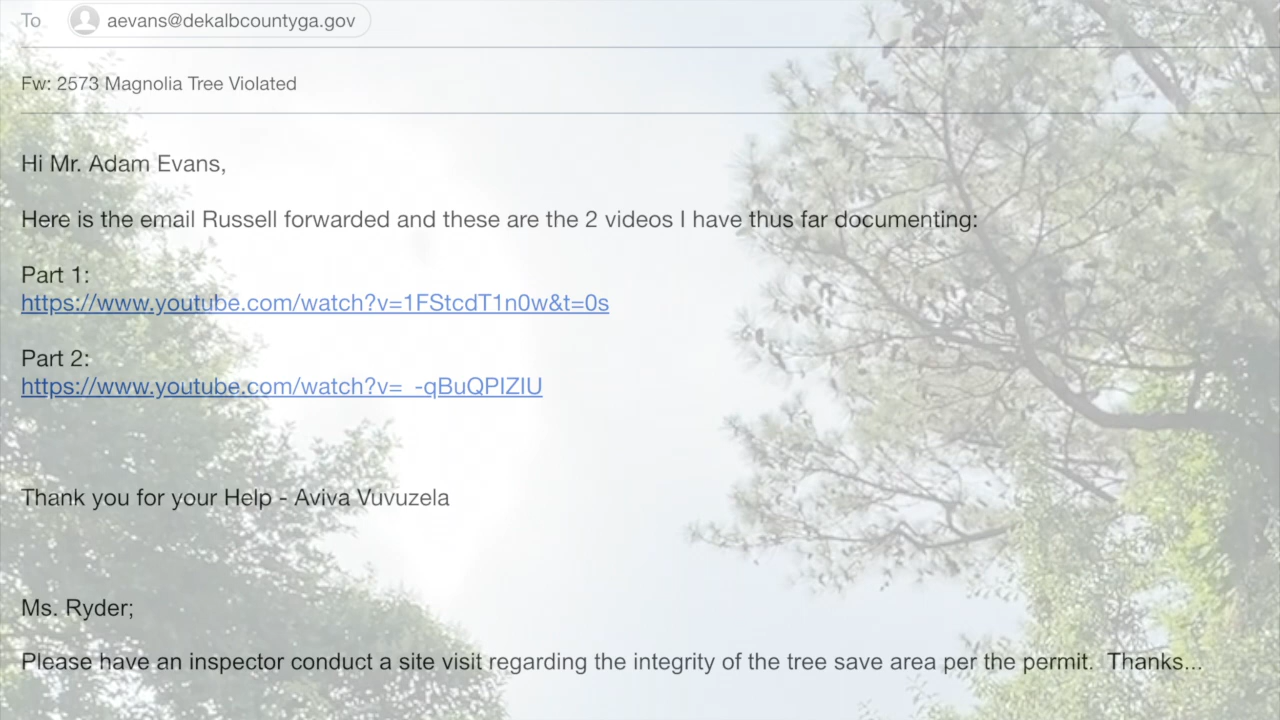 To aevans@dekalbcountyga.gov
Fw: 2573 Magnolia Tree Violated
Hi Mr. Adam Evans,
Here is the email Russell forwarded and these are the 2 videos I have thus far documenting:
Part 1:
https://www.youtube.com/watch?v=1FStcdT1n0w&t=0s
Part 2:
https://www.youtube.com/watch?v=_-qBuQPIZIU
Thank you for your Help - Aviva Vuvuzela
Ms. Ryder;
Please have an inspector conduct a site visit regarding the integrity of the tree save area per the permit.  Thanks...